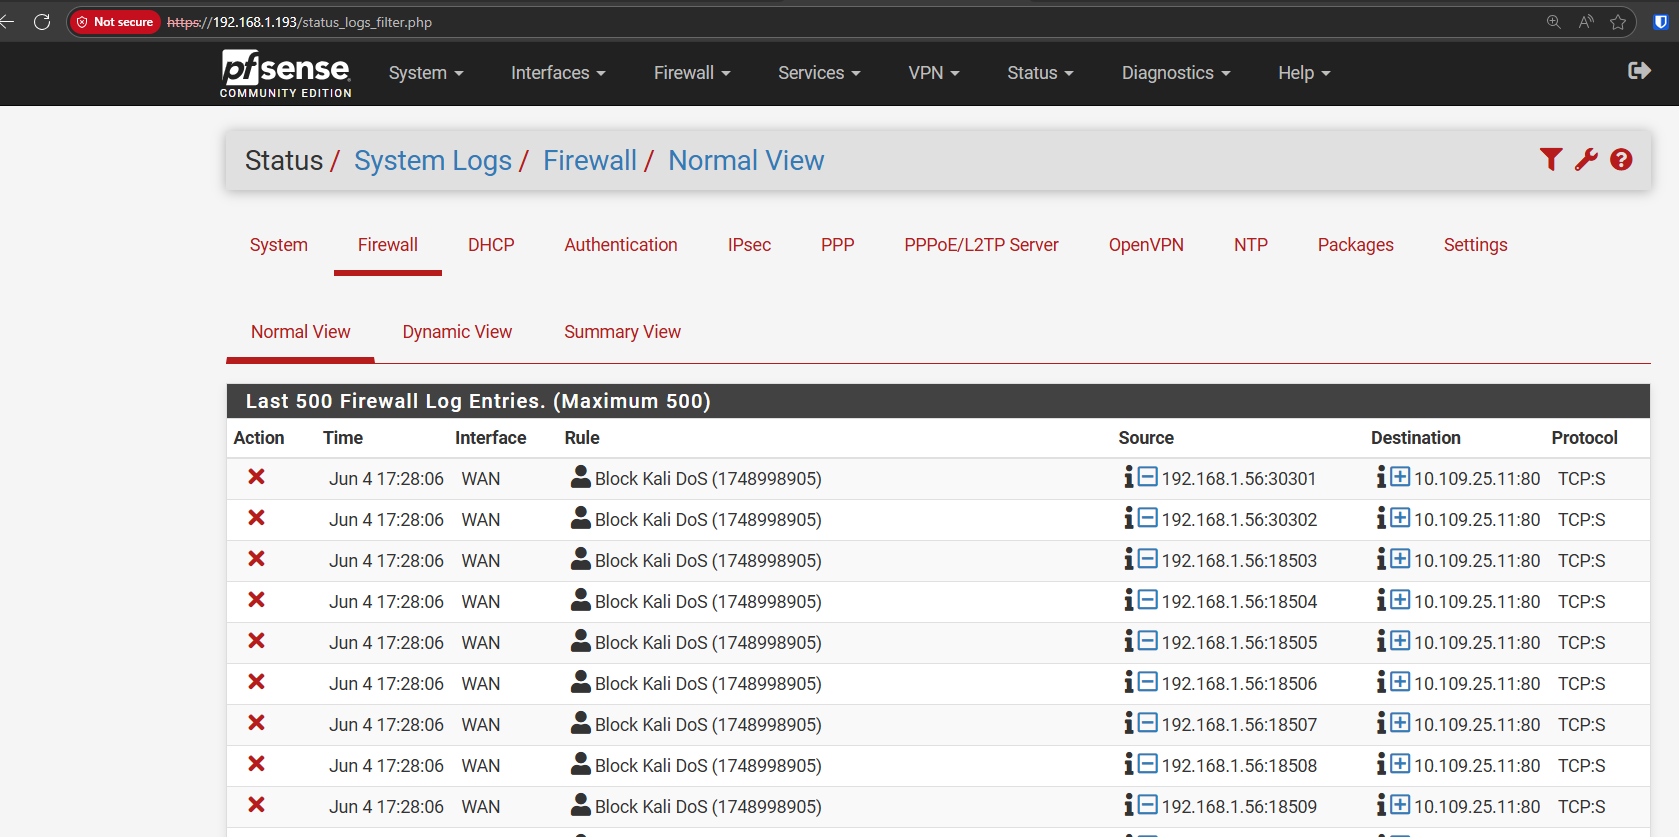 Not secure https://192.168.1.193/status_logs_filter.php
pfsense COMMUNITY EDITION System Interfaces Firewall Services VPN Status Diagnostics Help
Status / System Logs / Firewall / Normal View
System Firewall DHCP Authentication IPsec PPP PPPoE/L2TP Server OpenVPN NTP Packages Settings
Normal View Dynamic View Summary View
Last 500 Firewall Log Entries. (Maximum 500)
Action Time Interface Rule Source Destination Protocol
Jun 4 17:28:06 WAN Block Kali DoS (1748998905) 192.168.1.56:30301 10.109.25.11:80 TCP:S
Jun 4 17:28:06 WAN Block Kali DoS (1748998905) 192.168.1.56:30302 10.109.25.11:80 TCP:S
Jun 4 17:28:06 WAN Block Kali DoS (1748998905) 192.168.1.56:18503 10.109.25.11:80 TCP:S
Jun 4 17:28:06 WAN Block Kali DoS (1748998905) 192.168.1.56:18504 10.109.25.11:80 TCP:S
Jun 4 17:28:06 WAN Block Kali DoS (1748998905) 192.168.1.56:18505 10.109.25.11:80 TCP:S
Jun 4 17:28:06 WAN Block Kali DoS (1748998905) 192.168.1.56:18506 10.109.25.11:80 TCP:S
Jun 4 17:28:06 WAN Block Kali DoS (1748998905) 192.168.1.56:18507 10.109.25.11:80 TCP:S
Jun 4 17:28:06 WAN Block Kali DoS (1748998905) 192.168.1.56:18508 10.109.25.11:80 TCP:S
Jun 4 17:28:06 WAN Block Kali DoS (1748998905) 192.168.1.56:18509 10.109.25.11:80 TCP:S